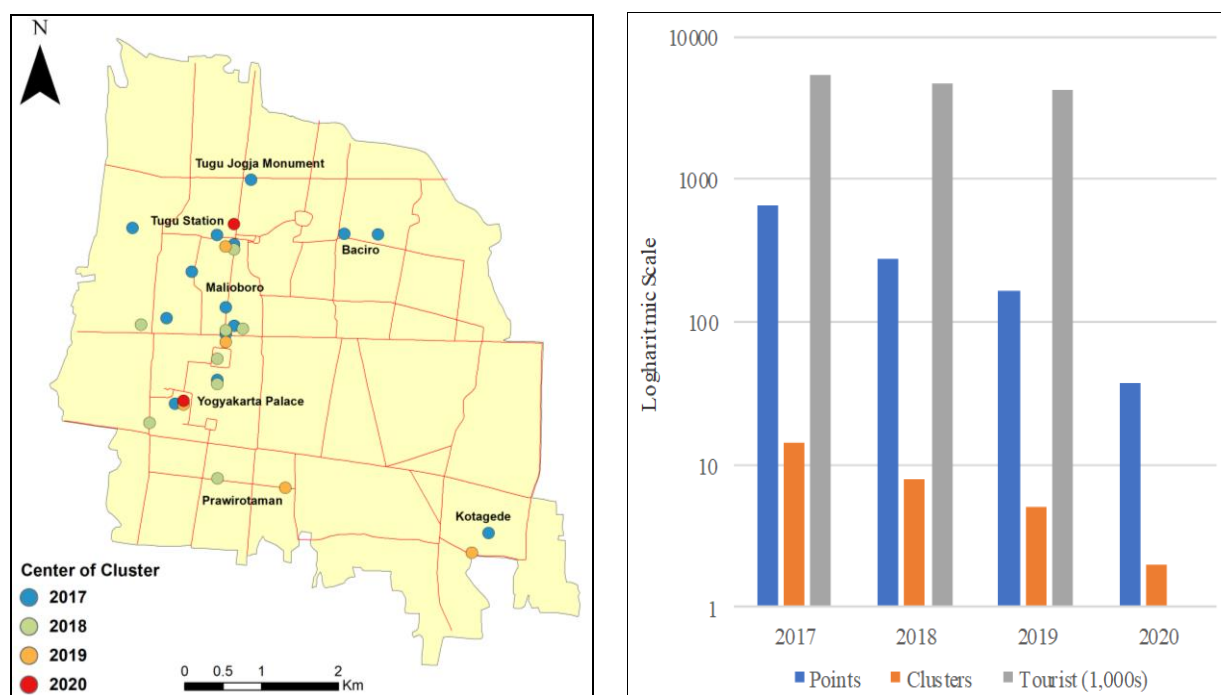 N
Tugu Jogja Monument
Tugu Station
Baciro
Malioboro
Yogyakarta Palace
Prawirotaman
Kotagede
Center of Cluster
2017
2018
2019
2020
0 0.5 1 2
Km
10000
1000
100
10
1
Logharitmic Scale
2017 2018 2019 2020
Points Clusters Tourist (1,000s)